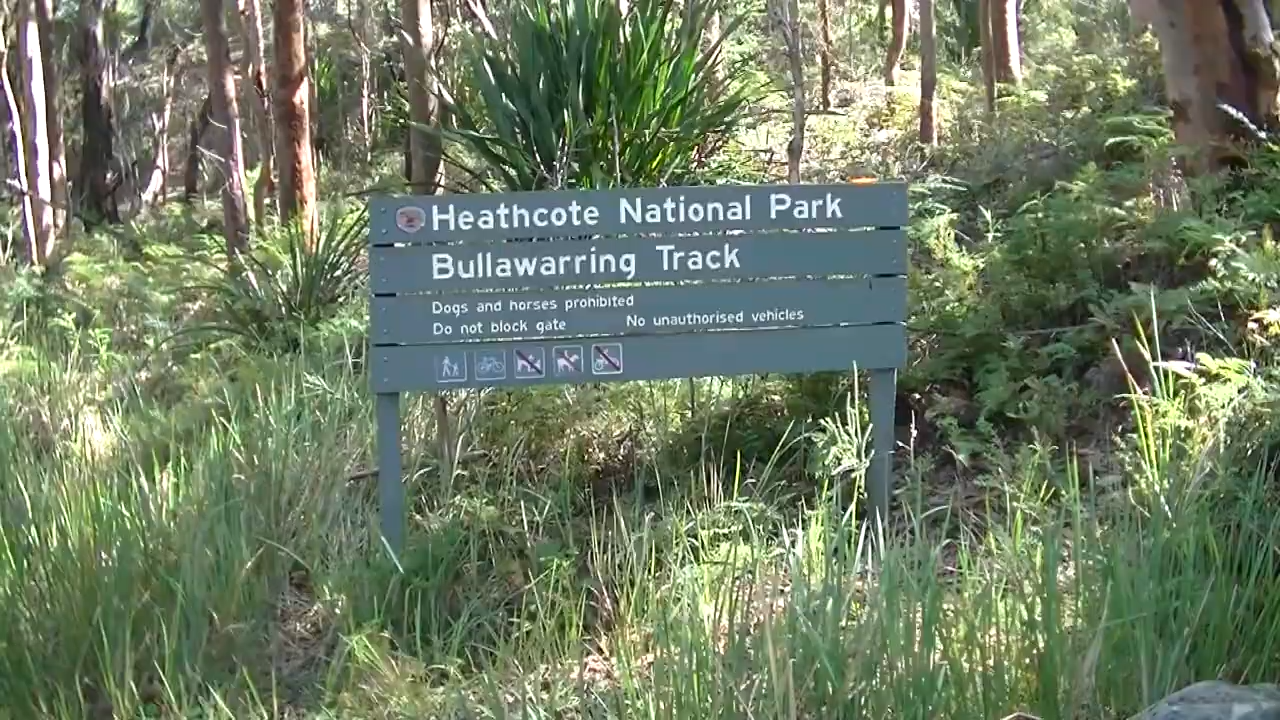 Heathcote National Park
Bullawarring Track
Dogs and horses prohibited
Do not block gate No unauthorised vehicles